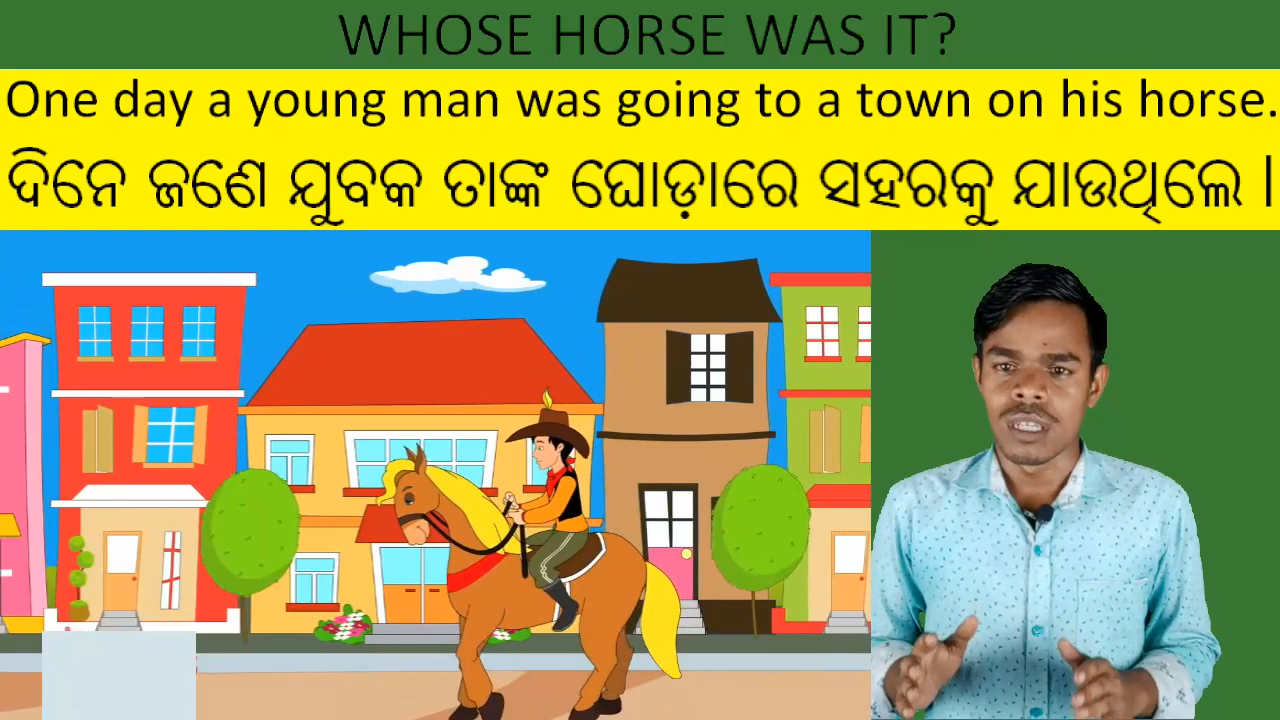 WHOSE HORSE WAS IT?
One day a young man was going to a town on his horse.
ଦିନେ ଜଣେ ଯୁବକ ତାଙ୍କ ଘୋଡ଼ାରେ ସହରକୁ ଯାଉଥିଲେ |